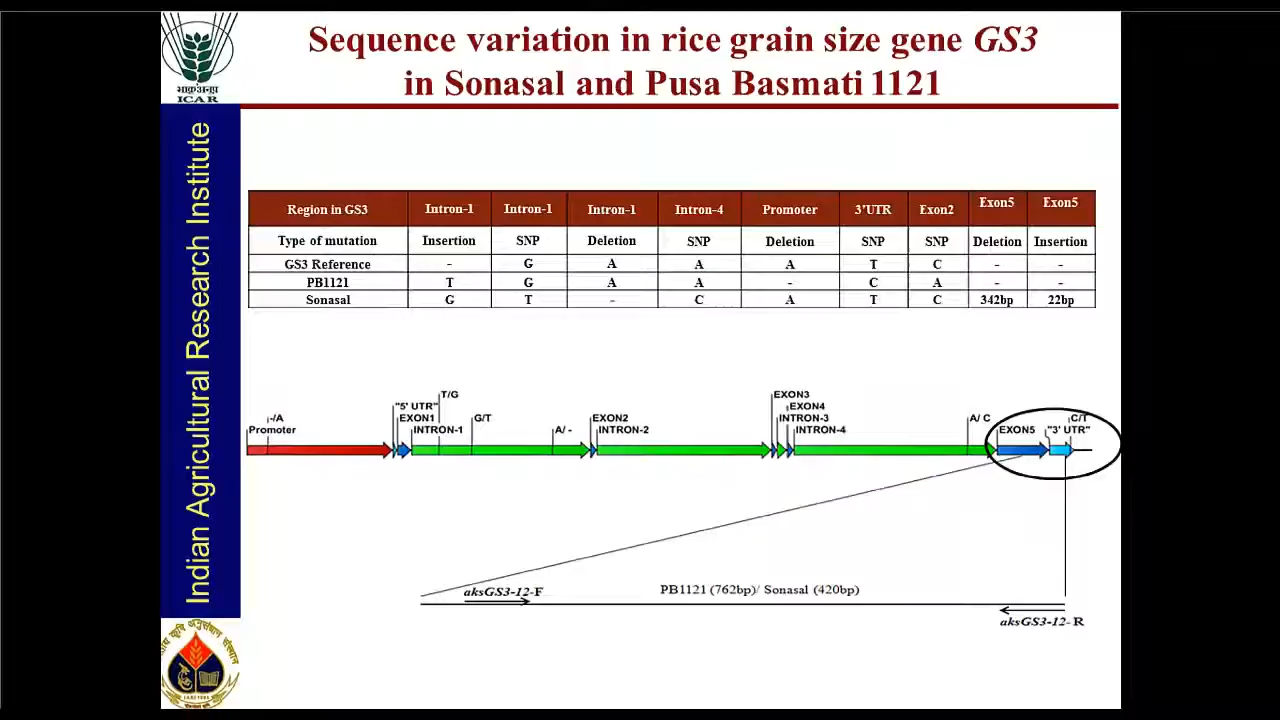 Sequence variation in rice grain size gene GS3
in Sonasal and Pusa Basmati 1121
ICAR
Indian Agricultural Research Institute
Region in GS3 Intron-1 Intron-1 Intron-1 Intron-4 Promoter 3'UTR Exon2 Exon5 Exon5
Type of mutation Insertion SNP Deletion SNP Deletion SNP SNP Deletion Insertion
GS3 Reference - G A A A T C - -
PB1121 T G A A - C A - -
Sonasal G T - C A T C 342bp 22bp
T/G EXON3
"5' UTR" EXON4
-/A EXON1 G/T EXON2 INTRON-3 A/ C C/T
Promoter INTRON-1 A/ - INTRON-2 INTRON-4 EXON5 "3' UTR"
aksGS3-12-F PB1121 (762bp)/ Sonasal (420bp)
aksGS3-12- R